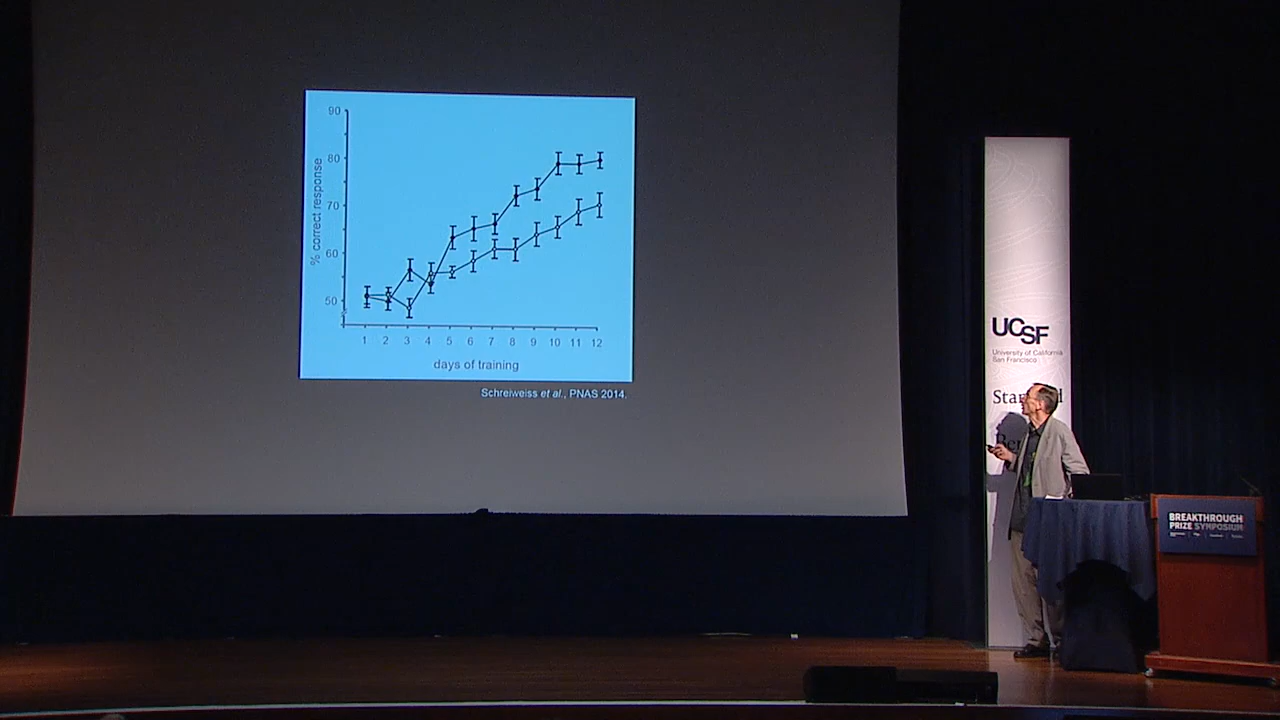 90
80
70
60
50
% correct response
1 2 3 4 5 6 7 8 9 10 11 12
days of training
Schreiweiss et al., PNAS 2014.
UCSF
University of California
San Francisco
BREAKTHROUGH
PRIZE SYMPOSIUM